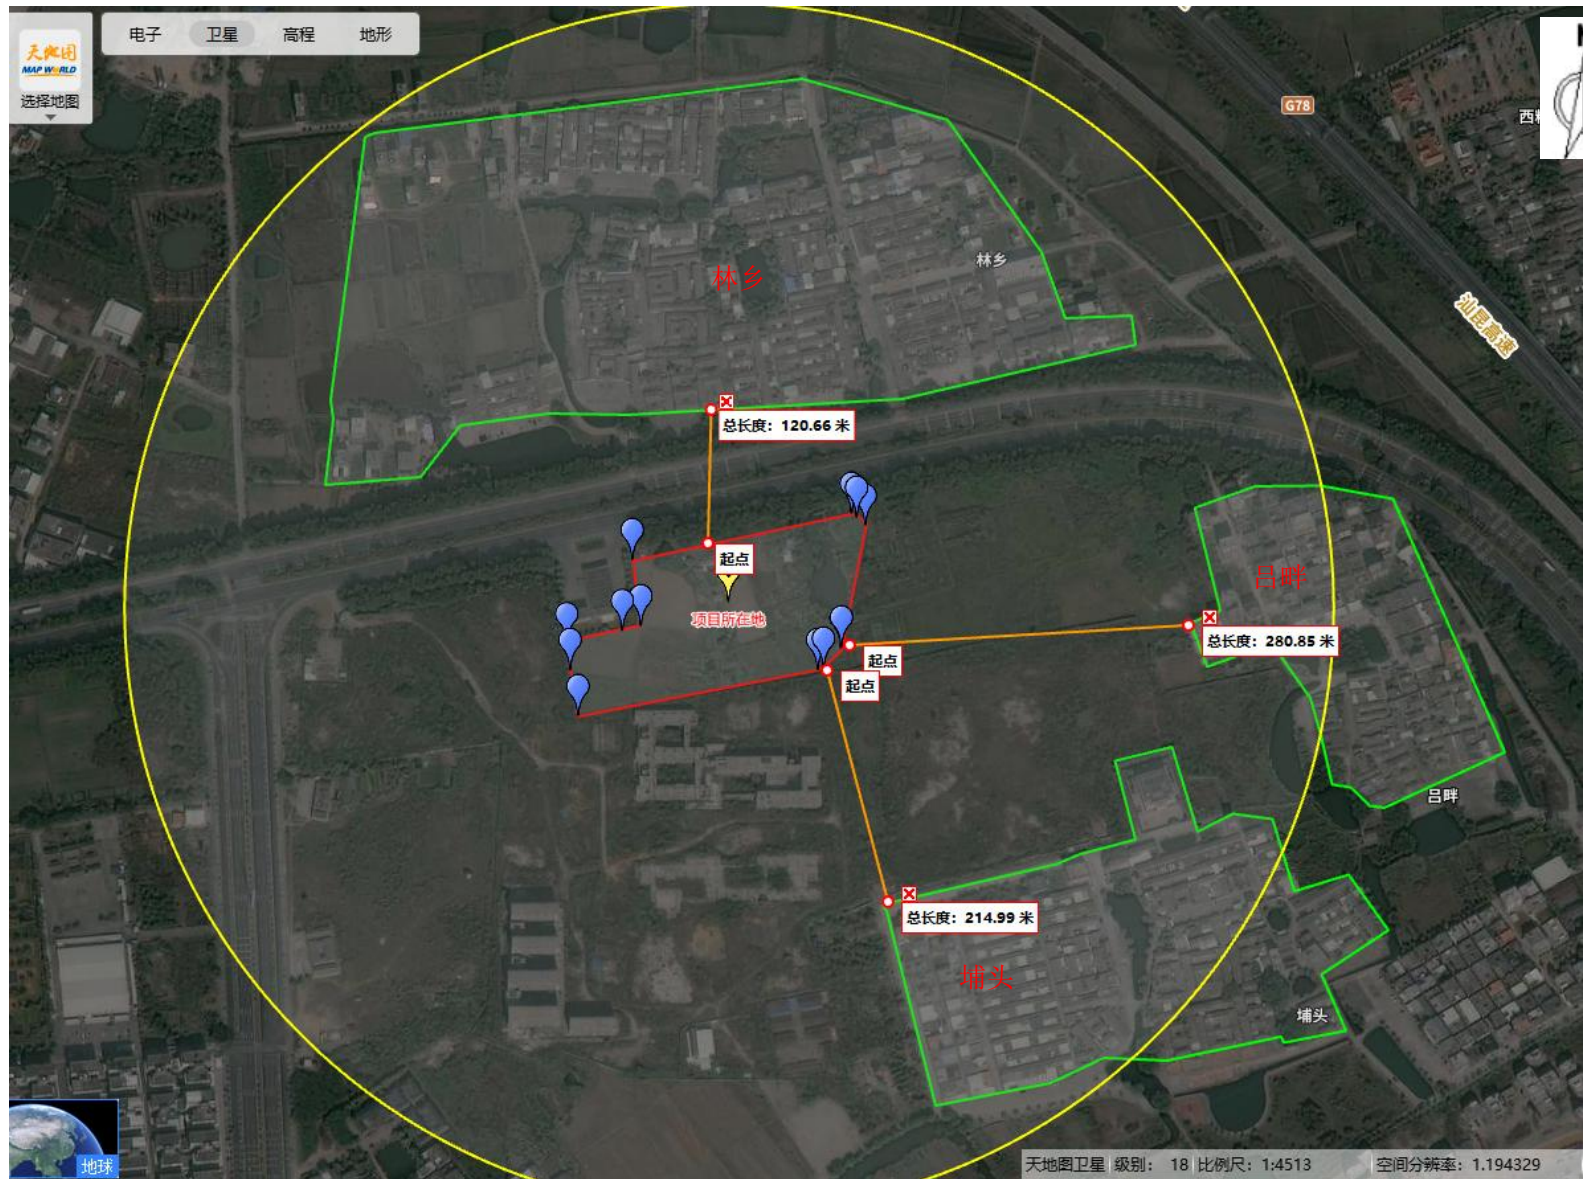 电子 卫星 高程 地形
天地图
MAP WORLD
选择地图
G78
林乡
林乡
汕昆高速
总长度：120.66 米
起点
项目所在地
吕畔
总长度：280.85 米
起点
起点
吕畔
总长度：214.99 米
埔头
埔头
地球
天地图卫星 级别： 18 比例尺：1:4513 空间分辨率：1.194329